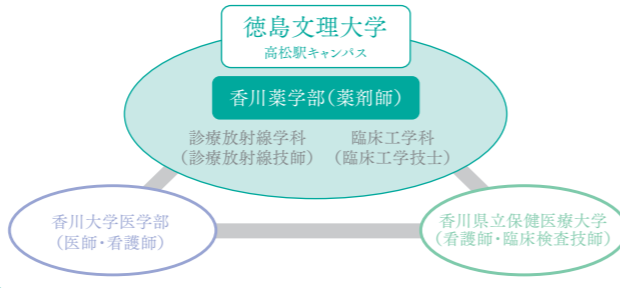 徳島文理大学
高松駅キャンパス
香川薬学部(薬剤師)
診療放射線学科
(診療放射線技師)
臨床工学科
(臨床工学技士)
香川大学医学部
(医師・看護師)
香川県立保健医療大学
(看護師・臨床検査技師)